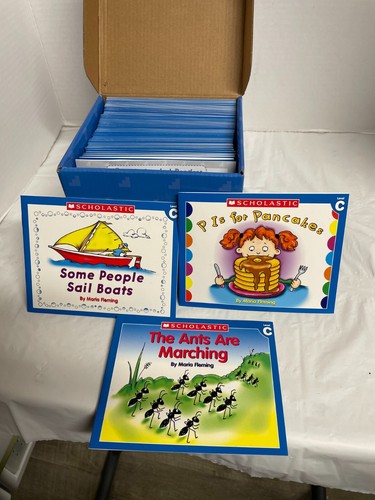 SCHOLASTIC
C
Some People
Sail Boats
By Maria Fleming
SCHOLASTIC
C
P Is for Pancakes
By Maria Fleming
SCHOLASTIC
C
The Ants Are
Marching
By Maria Fleming